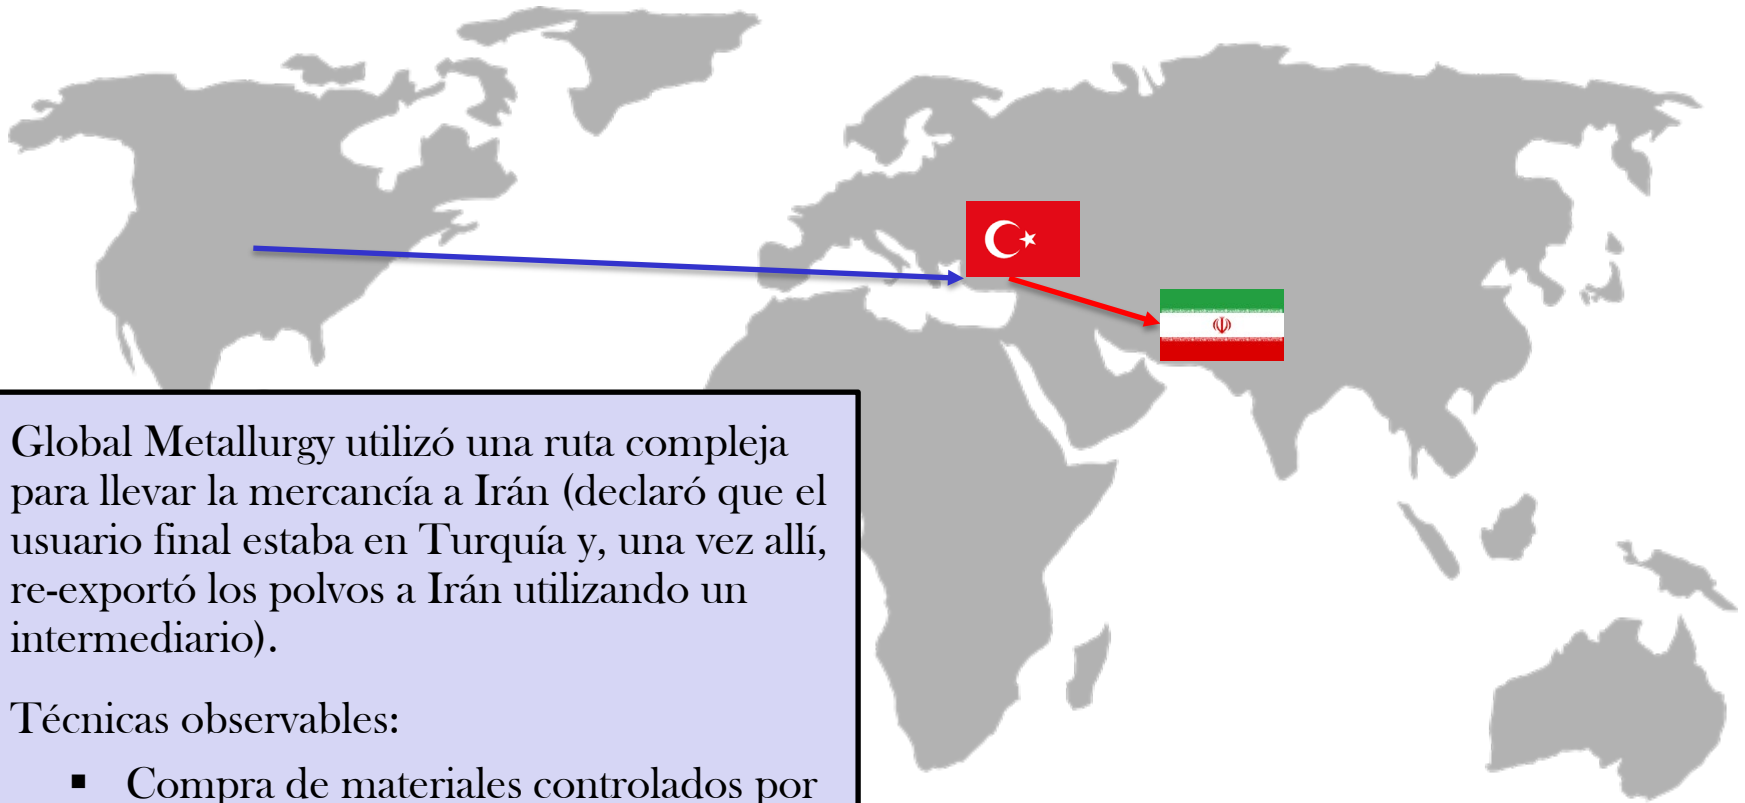 Global Metallurgy utilizó una ruta compleja
para llevar la mercancía a Irán (declaró que el
usuario final estaba en Turquía y, una vez allí,
re-exportó los polvos a Irán utilizando un
intermediario).
Técnicas observables:
▪ Compra de materiales controlados por